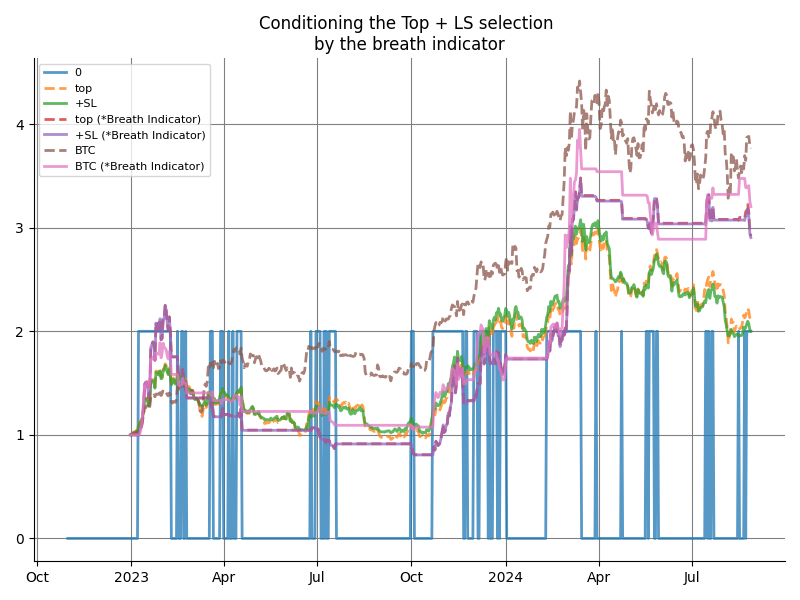 Conditioning the Top + LS selection
by the breath indicator
0
top
+SL
top (*Breath Indicator)
+SL (*Breath Indicator)
BTC
BTC (*Breath Indicator)
4
3
2
1
0
Oct
2023
Apr
Jul
Oct
2024
Apr
Jul